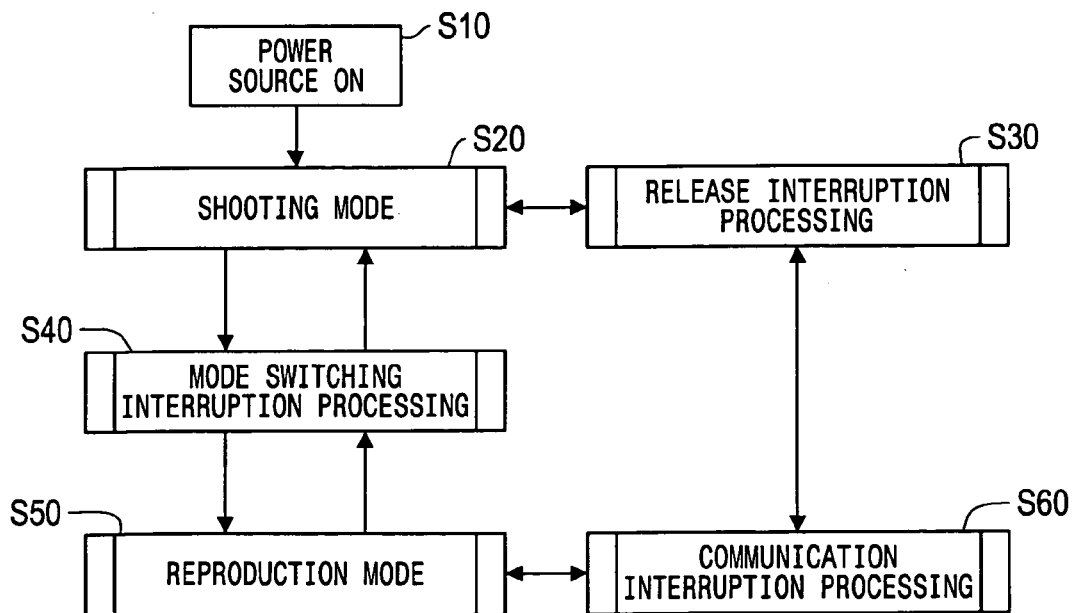 S10
POWER
SOURCE ON
S20
SHOOTING MODE
S30
RELEASE INTERRUPTION
PROCESSING
S40
MODE SWITCHING
INTERRUPTION PROCESSING
S50
REPRODUCTION MODE
S60
COMMUNICATION
INTERRUPTION PROCESSING